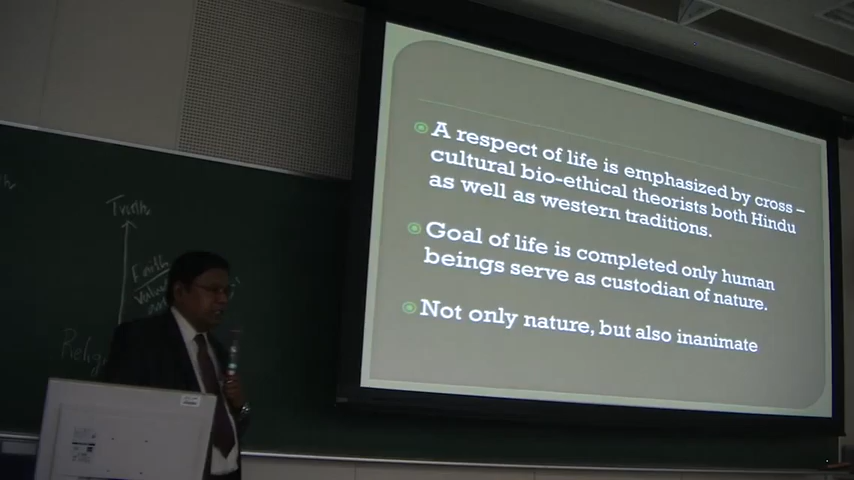 A respect of life is emphasized by cross –
cultural bio-ethical theorists both Hindu
as well as western traditions.
Goal of life is completed only human
beings serve as custodian of nature.
Not only nature, but also inanimate
Truth
Faith
Relig